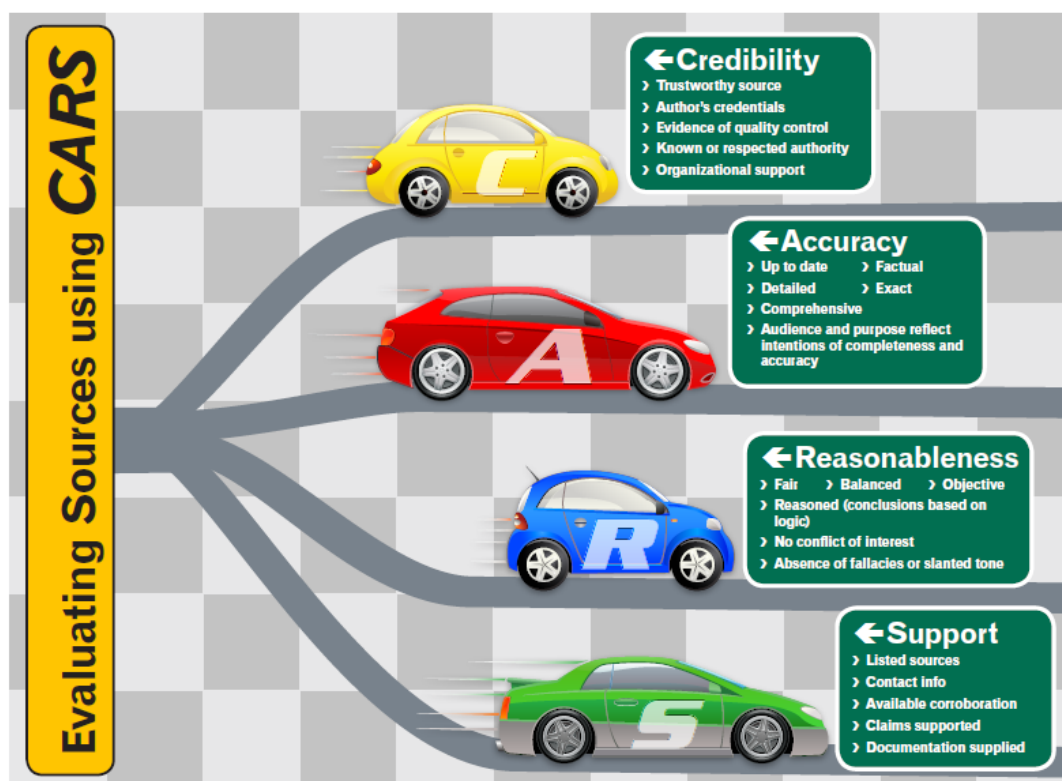 Evaluating Sources using CARS
C
Credibility
› Trustworthy source
› Author's credentials
› Evidence of quality control
› Known or respected authority
› Organizational support
A
Accuracy
› Up to date › Factual
› Detailed › Exact
› Comprehensive
› Audience and purpose reflect
intentions of completeness and
accuracy
R
Reasonableness
› Fair › Balanced › Objective
› Reasoned (conclusions based on
logic)
› No conflict of interest
› Absence of fallacies or slanted tone
S
Support
› Listed sources
› Contact info
› Available corroboration
› Claims supported
› Documentation supplied